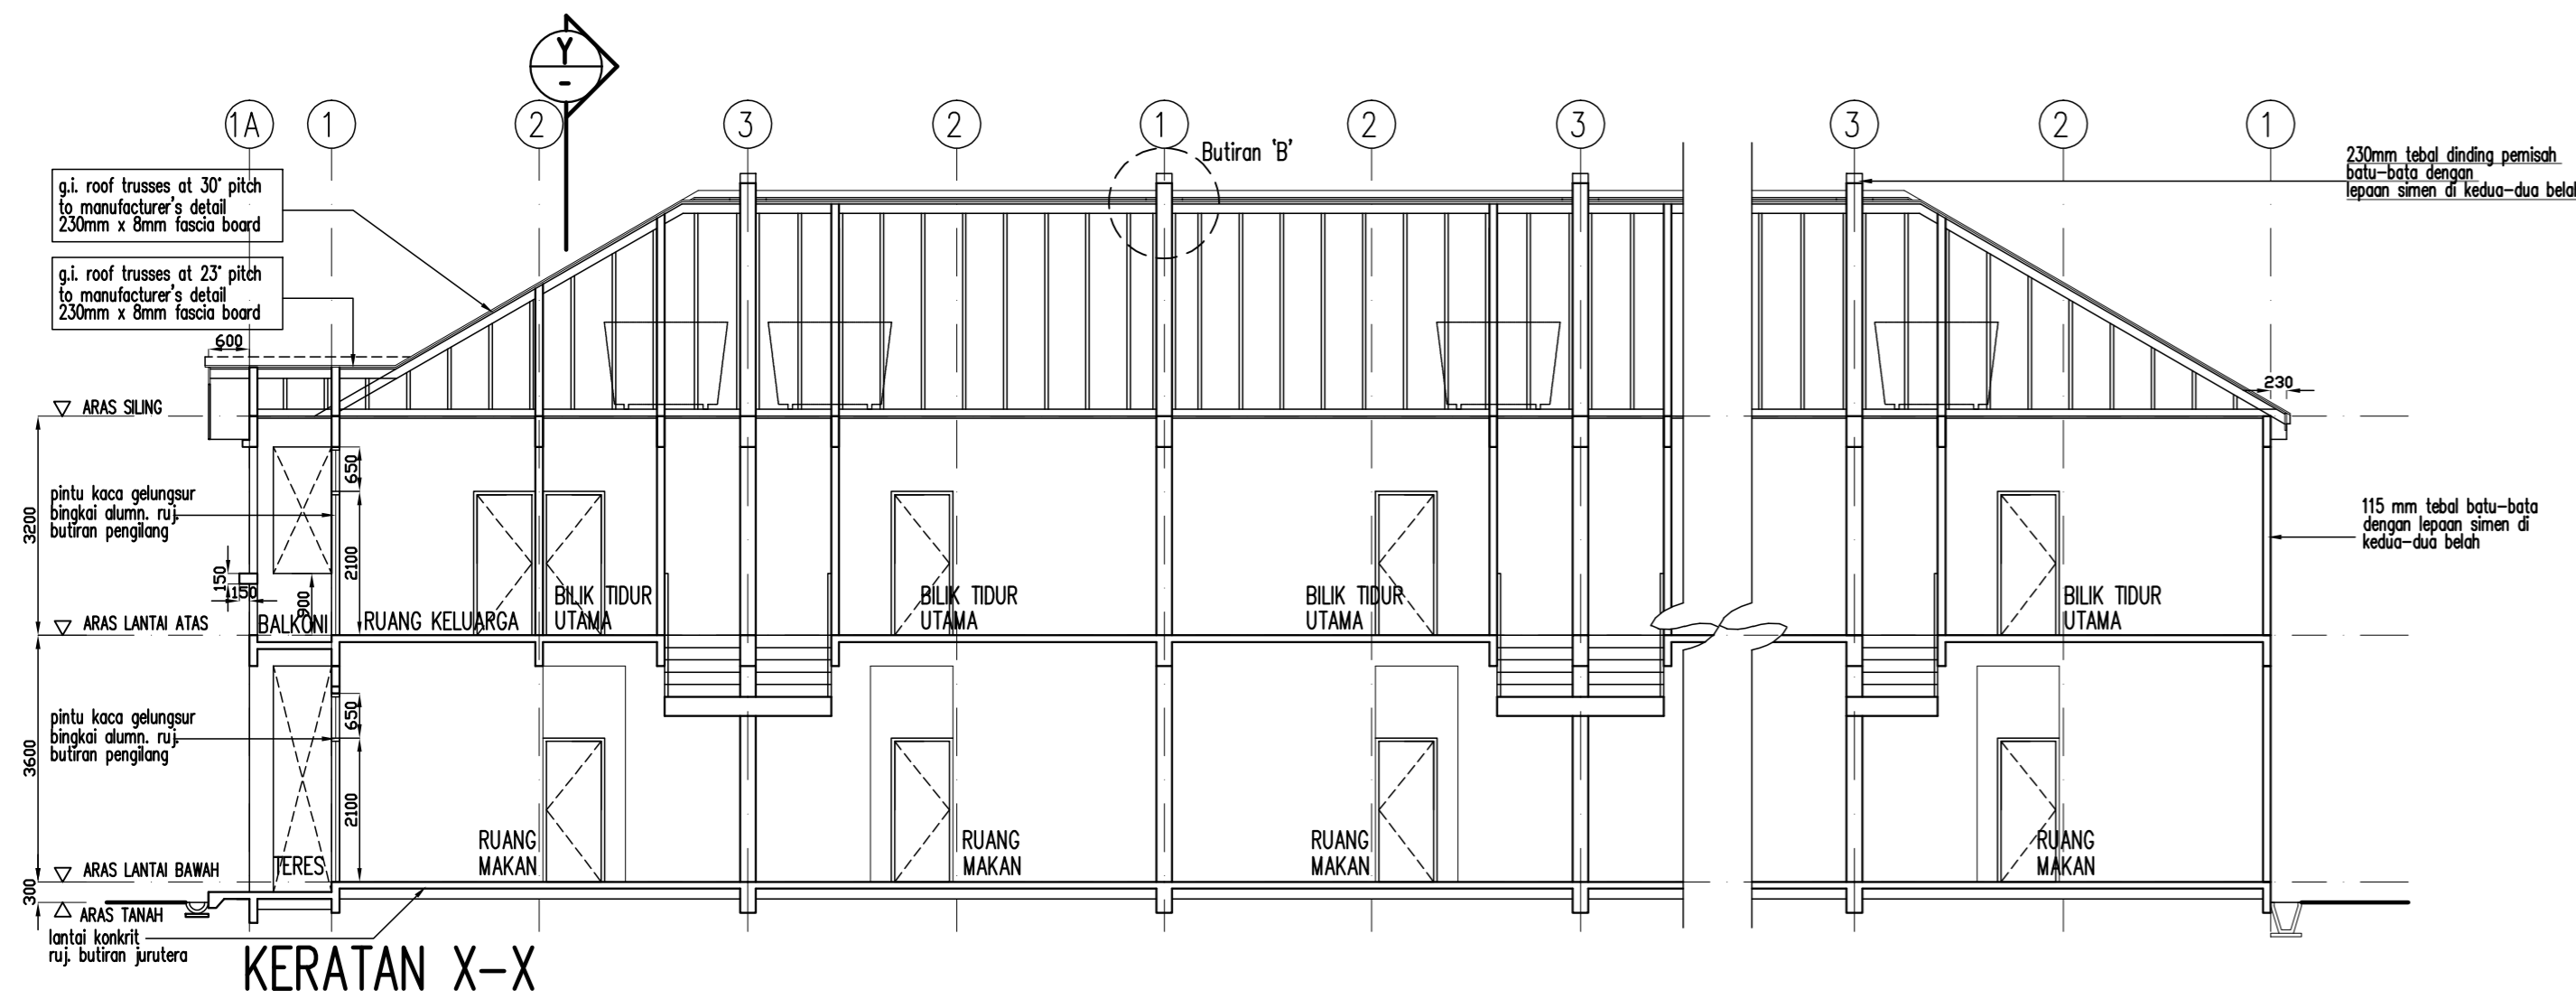 Y
-
1A
1
2
3
2
1
2
3
3
2
1
Butiran 'B'
230mm tebal dinding pemisah
batu-bata dengan
lepaan simen di kedua-dua belah
g.i. roof trusses at 30° pitch
to manufacturer's detail
230mm x 8mm fascia board
g.i. roof trusses at 23° pitch
to manufacturer's detail
230mm x 8mm fascia board
600
230
ARAS SILING
3200
650
2100
pintu kaca gelungsur
bingkai alumn. ruj.
butiran pengilang
115 mm tebal batu-bata
dengan lepaan simen di
kedua-dua belah
150
150
900
ARAS LANTAI ATAS
BALKONI
RUANG KELUARGA
BILIK TIDUR
UTAMA
BILIK TIDUR
UTAMA
BILIK TIDUR
UTAMA
BILIK TIDUR
UTAMA
3600
650
2100
pintu kaca gelungsur
bingkai alumn. ruj.
butiran pengilang
RUANG
MAKAN
RUANG
MAKAN
RUANG
MAKAN
RUANG
MAKAN
TERES
ARAS LANTAI BAWAH
300
ARAS TANAH
lantai konkrit
ruj. butiran jurutera
KERATAN X-X